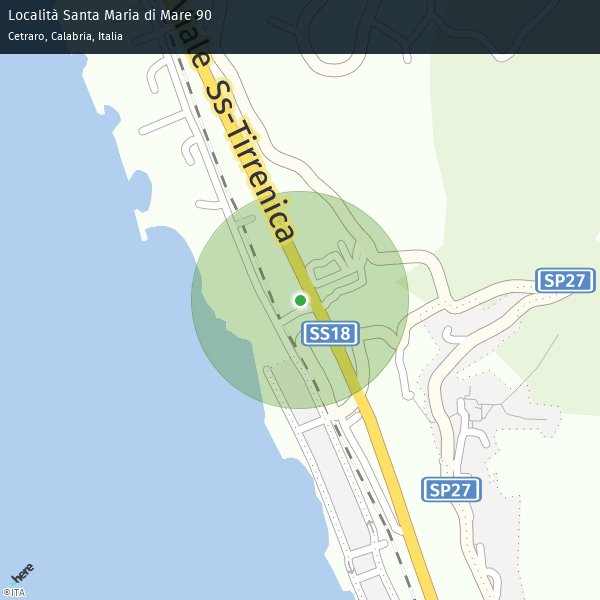 Località Santa Maria di Mare 90
Cetraro, Calabria, Italia
Viale Ss-Tirrenica
SP27
SS18
SP27
here
©ITA